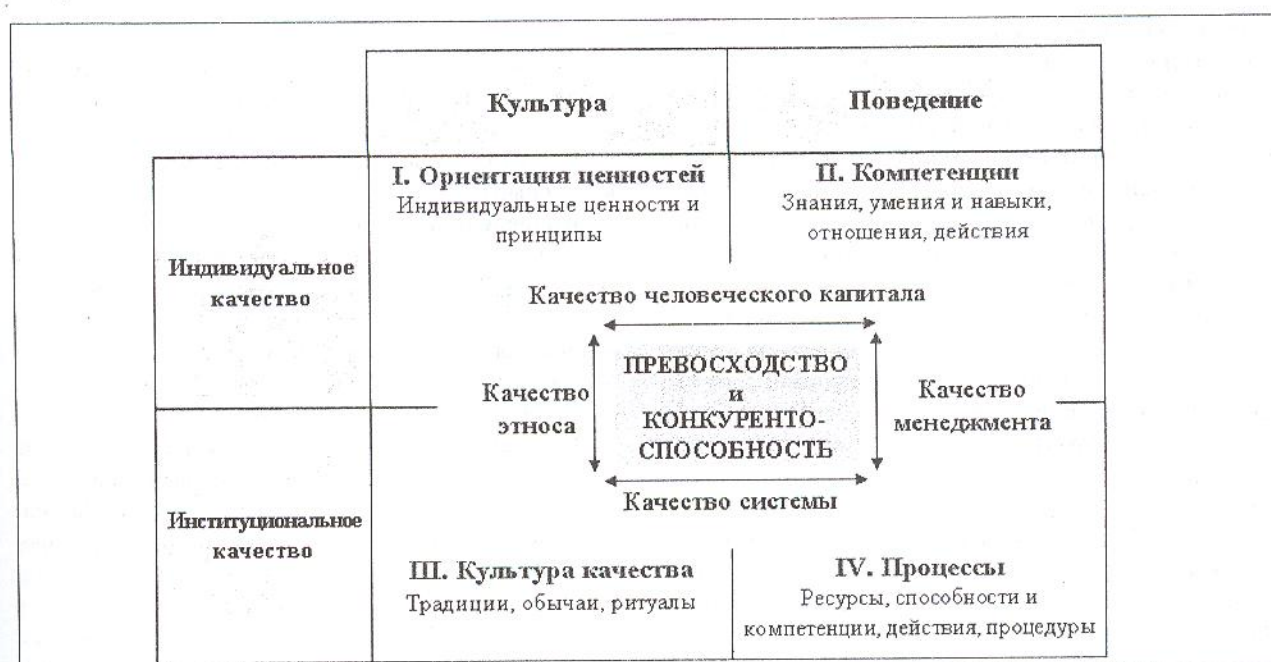 Культура
Поведение
I. Ориентация ценностей
Индивидуальные ценности и
принципы
II. Компетенции
Знания, умения и навыки,
отношения, действия
Индивидуальное
качество
Качество человеческого капитала
Качество
этноса
ПРЕВОСХОДСТВО
и
КОНКУРЕНТО-
СПОСОБНОСТЬ
Качество
менеджмента
Качество системы
Институциональное
качество
III. Культура качества
Традиции, обычаи, ритуалы
IV. Процессы
Ресурсы, способности и
компетенции, действия, процедуры